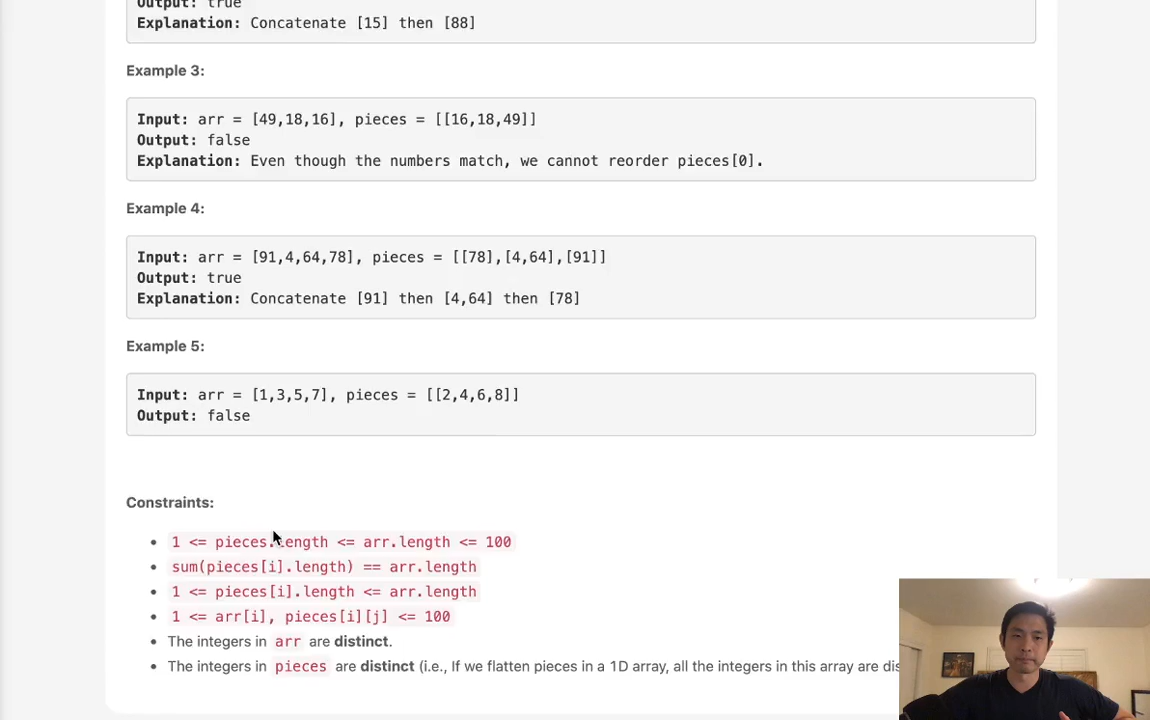 Output: true
Explanation: Concatenate [15] then [88]
Example 3:
Input: arr = [49,18,16], pieces = [[16,18,49]]
Output: false
Explanation: Even though the numbers match, we cannot reorder pieces[0].
Example 4:
Input: arr = [91,4,64,78], pieces = [[78],[4,64],[91]]
Output: true
Explanation: Concatenate [91] then [4,64] then [78]
Example 5:
Input: arr = [1,3,5,7], pieces = [[2,4,6,8]]
Output: false
Constraints:
• 1 <= pieces.length <= arr.length <= 100
• sum(pieces[i].length) == arr.length
• 1 <= pieces[i].length <= arr.length
• 1 <= arr[i], pieces[i][j] <= 100
• The integers in arr are distinct.
• The integers in pieces are distinct (i.e., If we flatten pieces in a 1D array, all the integers in this array are